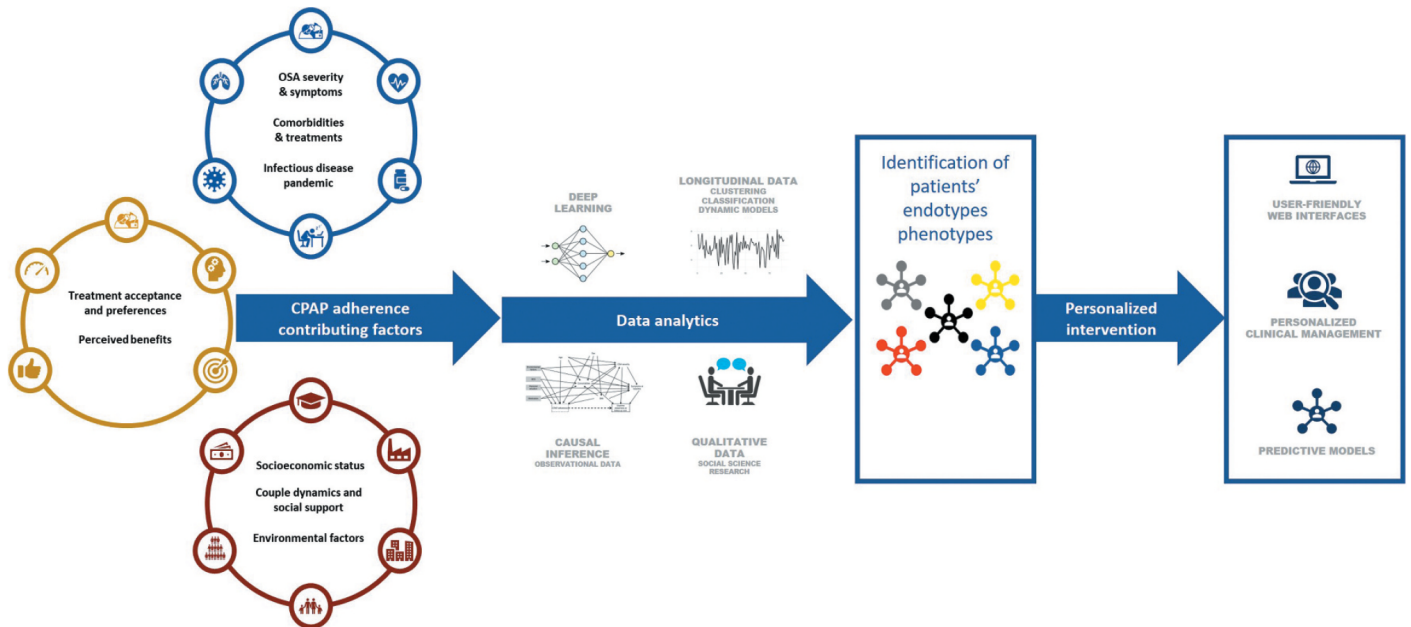 OSA severity
& symptoms
Comorbidities
& treatments
Infectious disease
pandemic
Treatment acceptance
and preferences
Perceived benefits
Socioeconomic status
Couple dynamics and
social support
Environmental factors
CPAP adherence
contributing factors
DEEP
LEARNING
LONGITUDINAL DATA
CLUSTERING
CLASSIFICATION
DYNAMIC MODELS
Data analytics
CAUSAL
INFERENCE
OBSERVATIONAL DATA
QUALITATIVE
DATA
SOCIAL SCIENCE
RESEARCH
Identification of
patients’
endotypes
phenotypes
Personalized
intervention
USER-FRIENDLY
WEB INTERFACES
PERSONALIZED
CLINICAL MANAGEMENT
PREDICTIVE MODELS